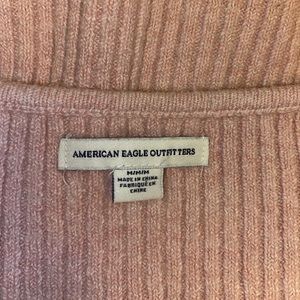 AMERICAN EAGLE OUTFITTERS
M/M/M
MADE IN CHINA
FABRIQUÉ EN
CHINE